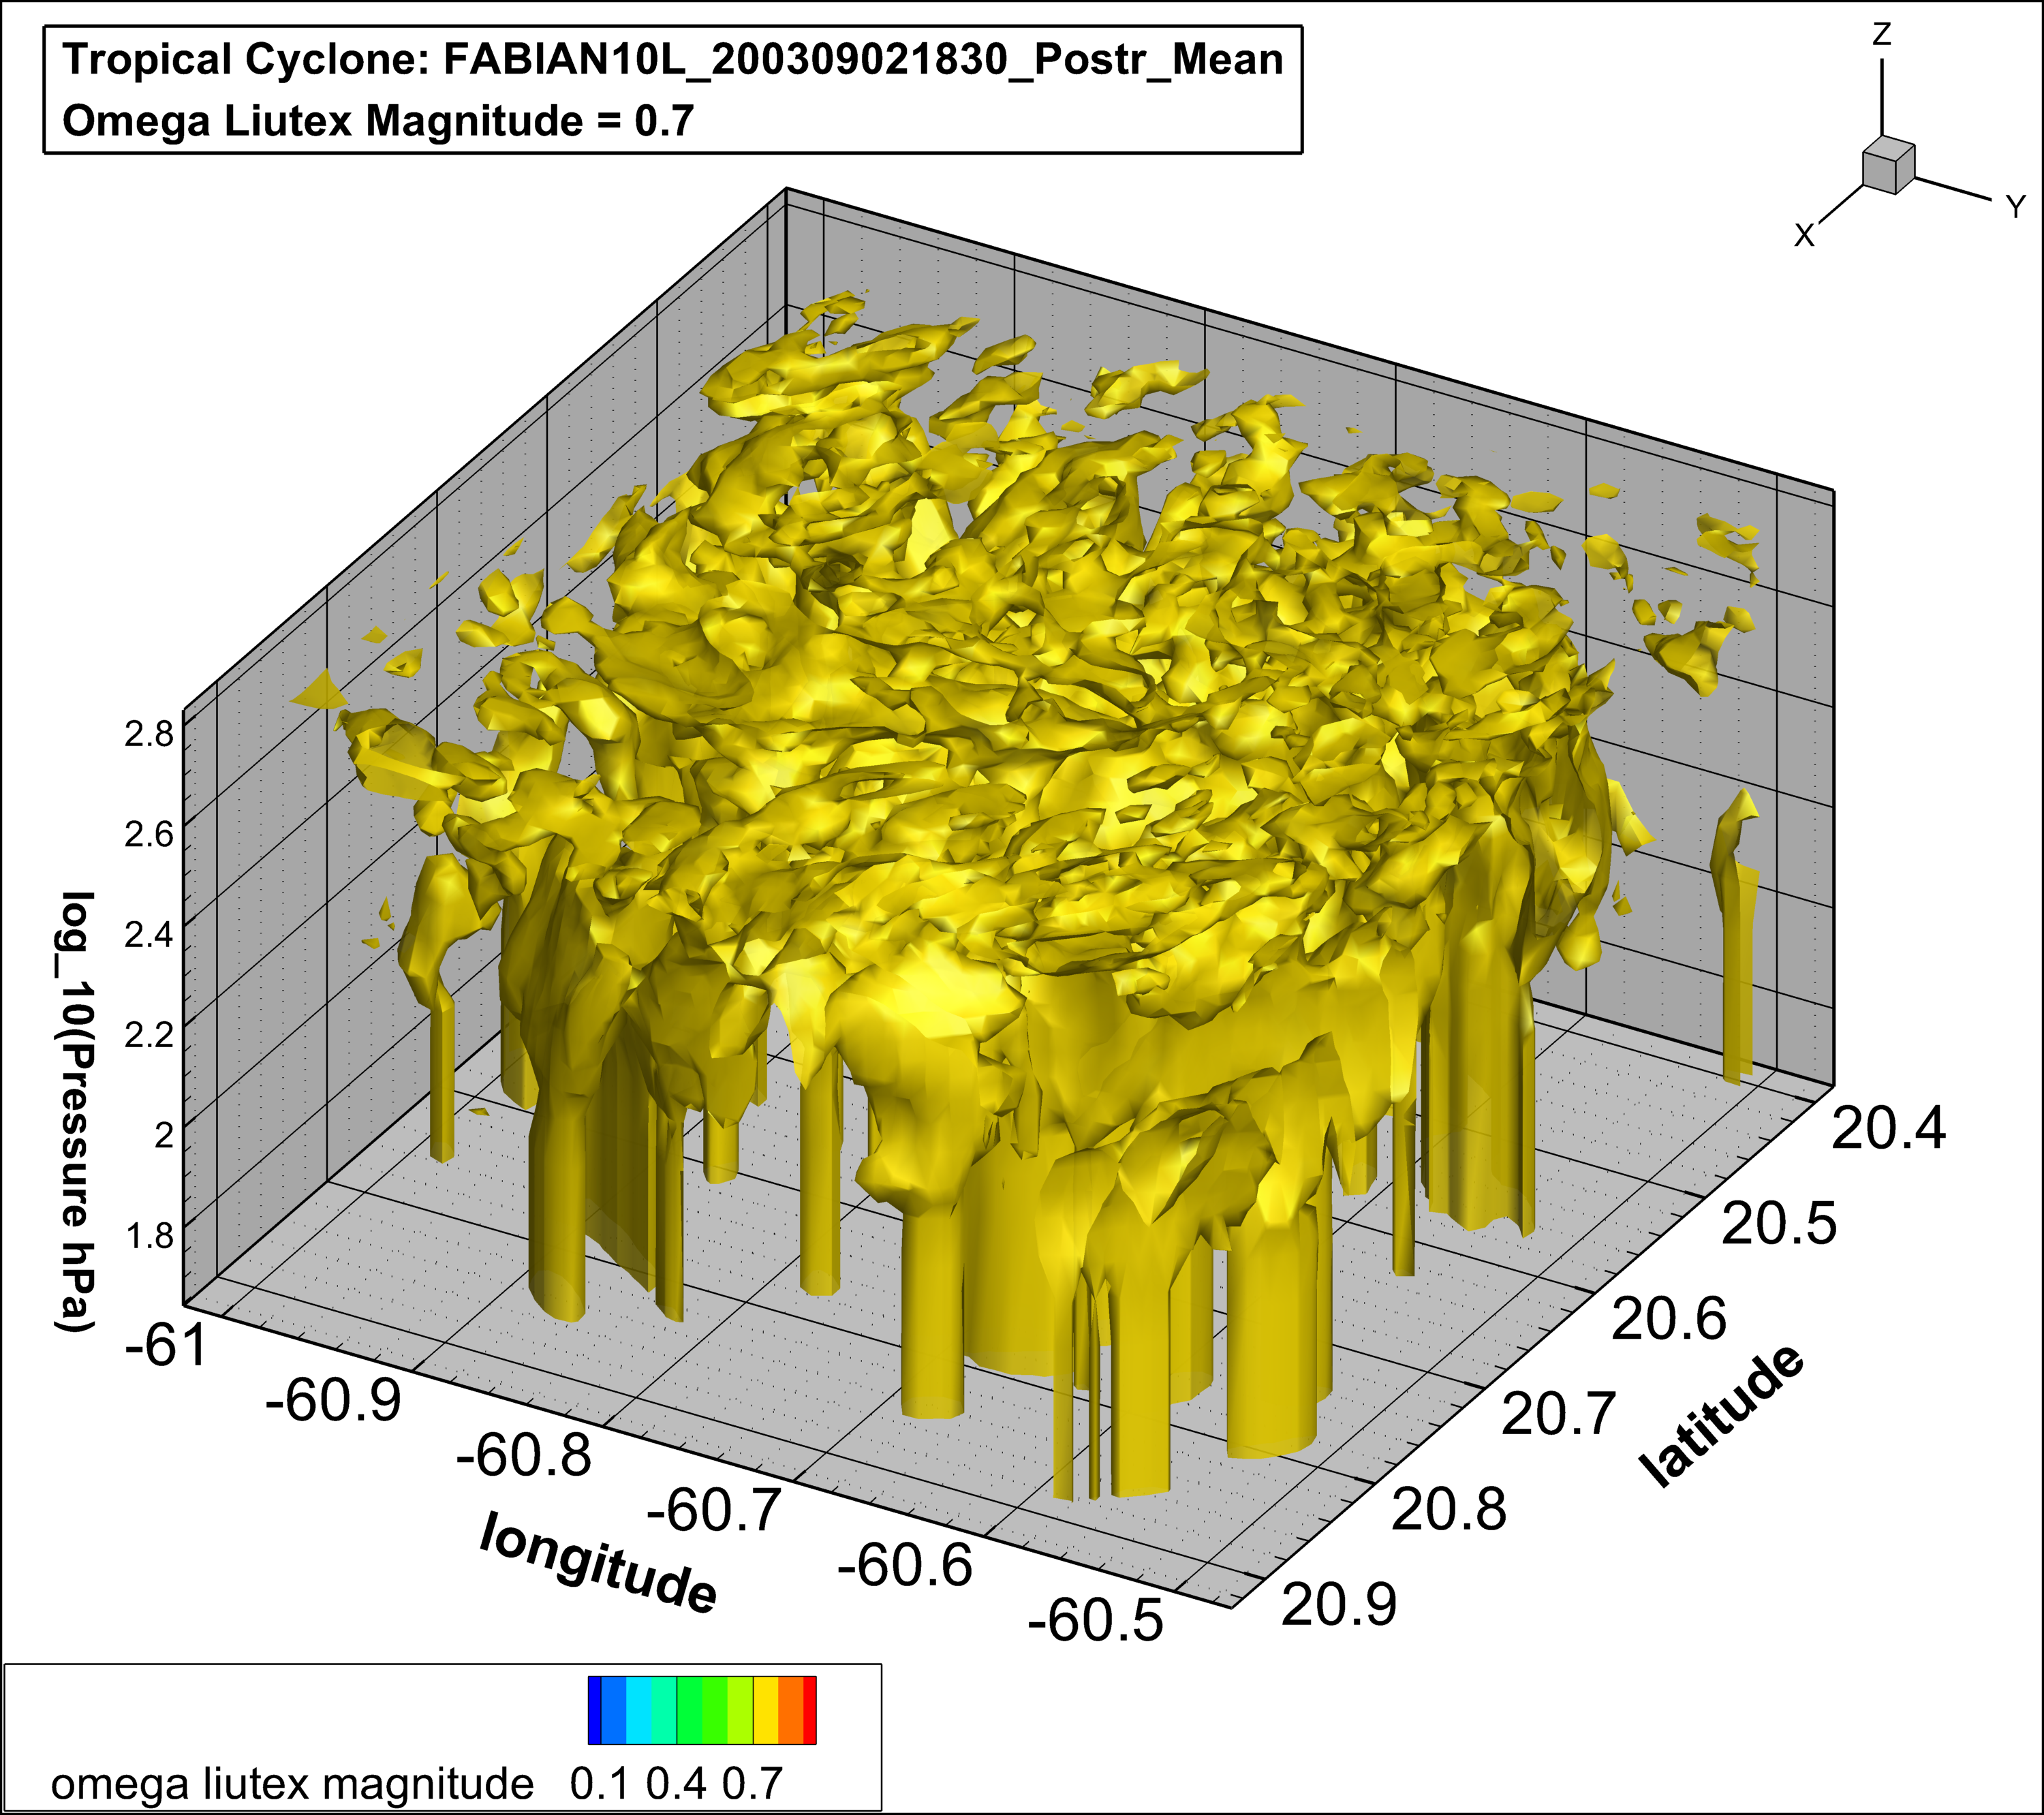 Tropical Cyclone: FABIAN10L_200309021830_Postr_Mean
Omega Liutex Magnitude = 0.7
Z
Y
X
2.8
2.6
2.4
2.2
2
1.8
log_10(Pressure hPa)
-61
-60.9
-60.8
-60.7
-60.6
-60.5
longitude
20.4
20.5
20.6
20.7
20.8
20.9
latitude
omega liutex magnitude 0.1 0.4 0.7